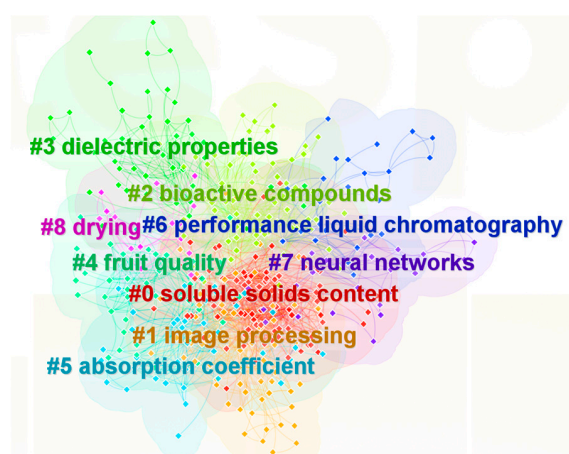 #3 dielectric properties
#2 bioactive compounds
#8 drying
#6 performance liquid chromatography
#4 fruit quality
#7 neural networks
#0 soluble solids content
#1 image processing
#5 absorption coefficient